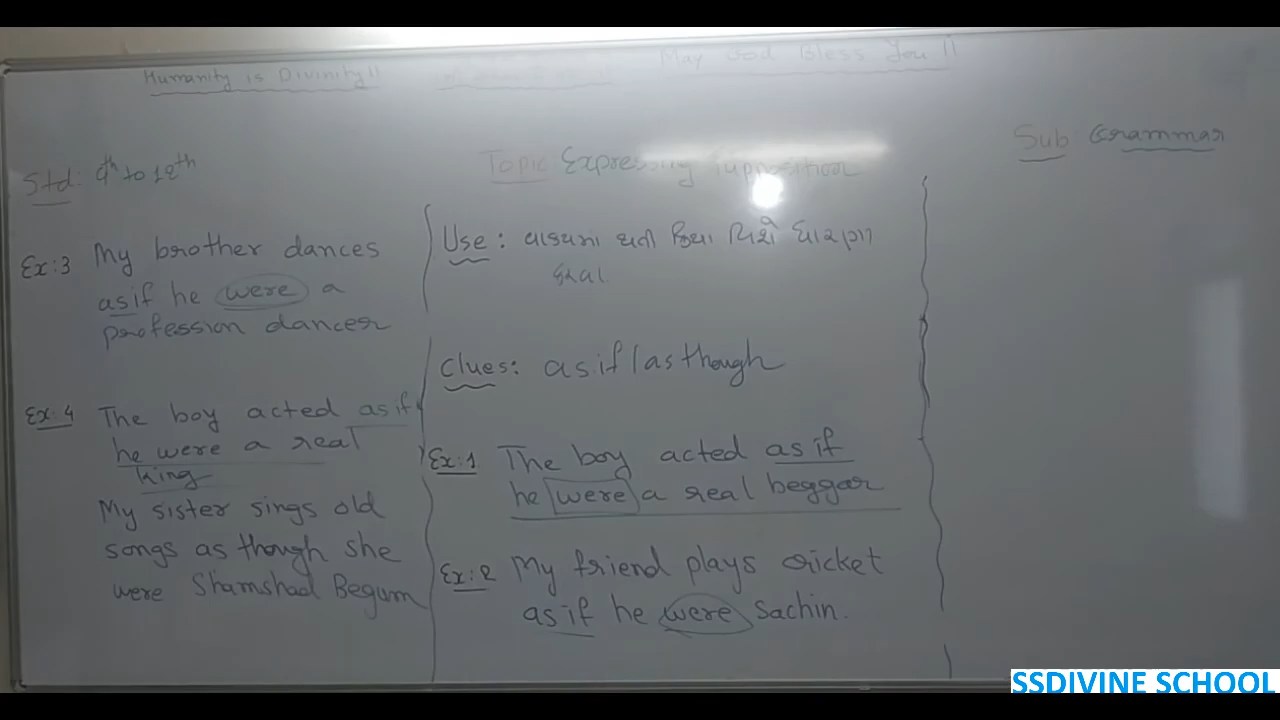 Humanity is Divinity!!
May God Bless You !!
Sub Grammar
Std: 9th to 12th
Topic Expressing Supposition
Ex:3 My brother dances
as if he were a
profession dancer
Ex:4 The boy acted as if
he were a real
king
My sister sings old
songs as though she
were Shamshad Begum
Use: વાક્યમાં થતી ક્રિયા વિશે ધારણા
કરવા
Clues: as if / as though
Ex:1 The boy acted as if
he were a real beggar
Ex:2 My friend plays cricket
as if he were Sachin.
SSDIVINE SCHOOL